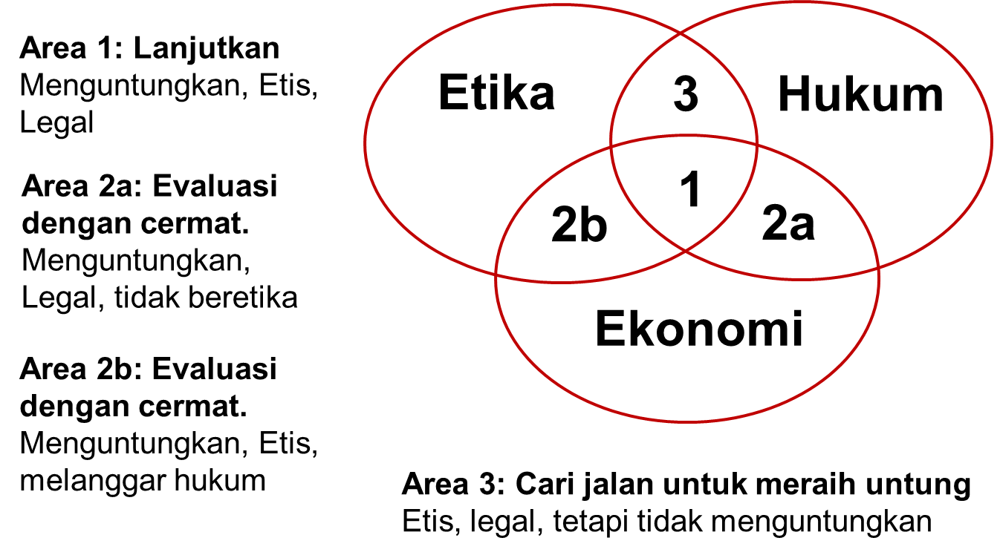 Area 1: Lanjutkan
Menguntungkan, Etis,
Legal
Area 2a: Evaluasi
dengan cermat.
Menguntungkan,
Legal, tidak beretika
Area 2b: Evaluasi
dengan cermat.
Menguntungkan, Etis,
melanggar hukum
Etika
3
Hukum
1
2b
2a
Ekonomi
Area 3: Cari jalan untuk meraih untung
Etis, legal, tetapi tidak menguntungkan